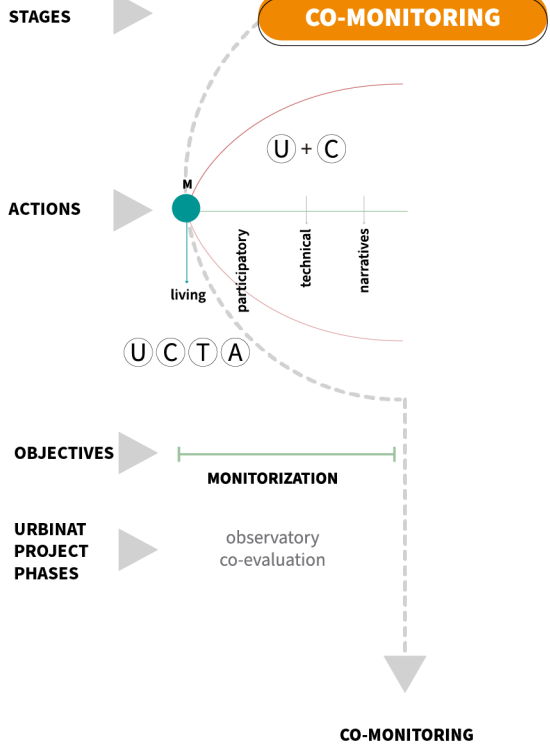 STAGES
CO-MONITORING
U + C
M
ACTIONS
living
participatory
technical
narratives
U C T A
OBJECTIVES
MONITORIZATION
URBINAT
PROJECT
PHASES
observatory
co-evaluation
CO-MONITORING